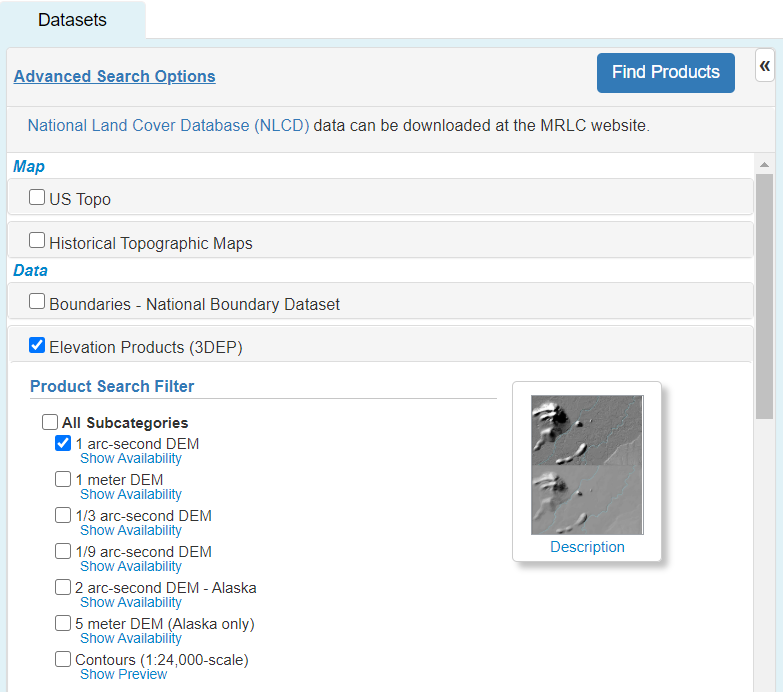 Datasets
Advanced Search Options
Find Products
«
National Land Cover Database (NLCD) data can be downloaded at the MRLC website.
Map
US Topo
Historical Topographic Maps
Data
Boundaries - National Boundary Dataset
Elevation Products (3DEP)
Product Search Filter
All Subcategories
1 arc-second DEM
Show Availability
1 meter DEM
Show Availability
1/3 arc-second DEM
Show Availability
1/9 arc-second DEM
Show Availability
2 arc-second DEM - Alaska
Show Availability
5 meter DEM (Alaska only)
Show Availability
Contours (1:24,000-scale)
Show Preview
Description